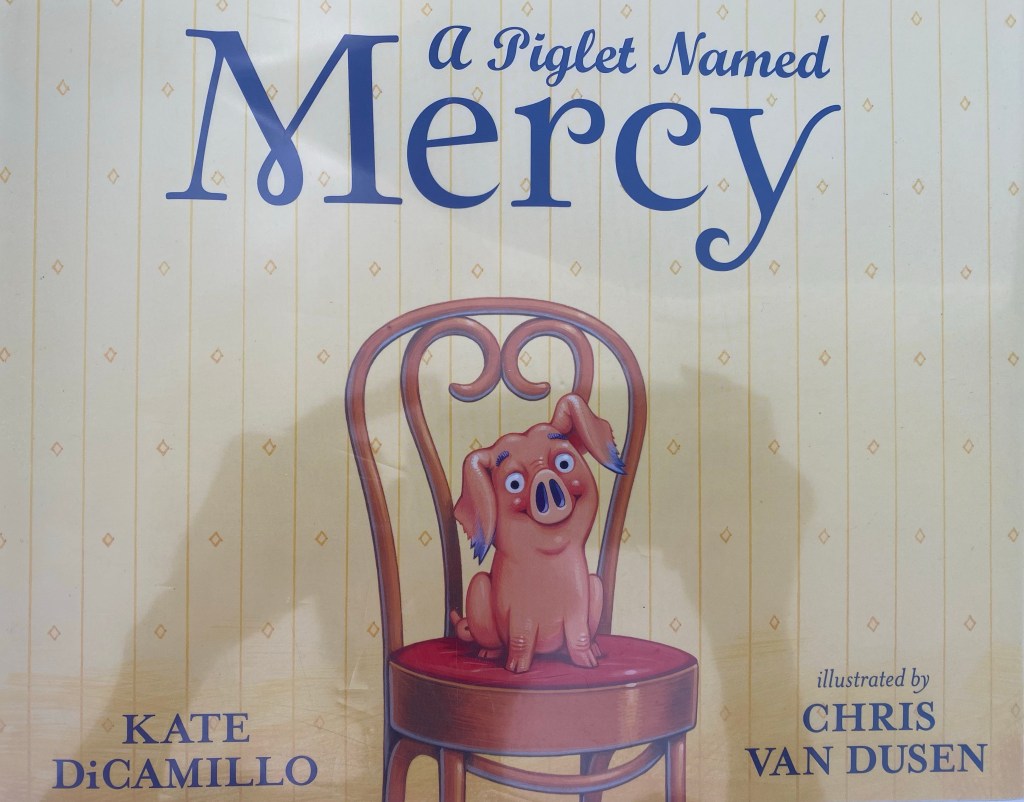 A Piglet Named
Mercy
KATE
DiCAMILLO
illustrated by
CHRIS
VAN DUSEN